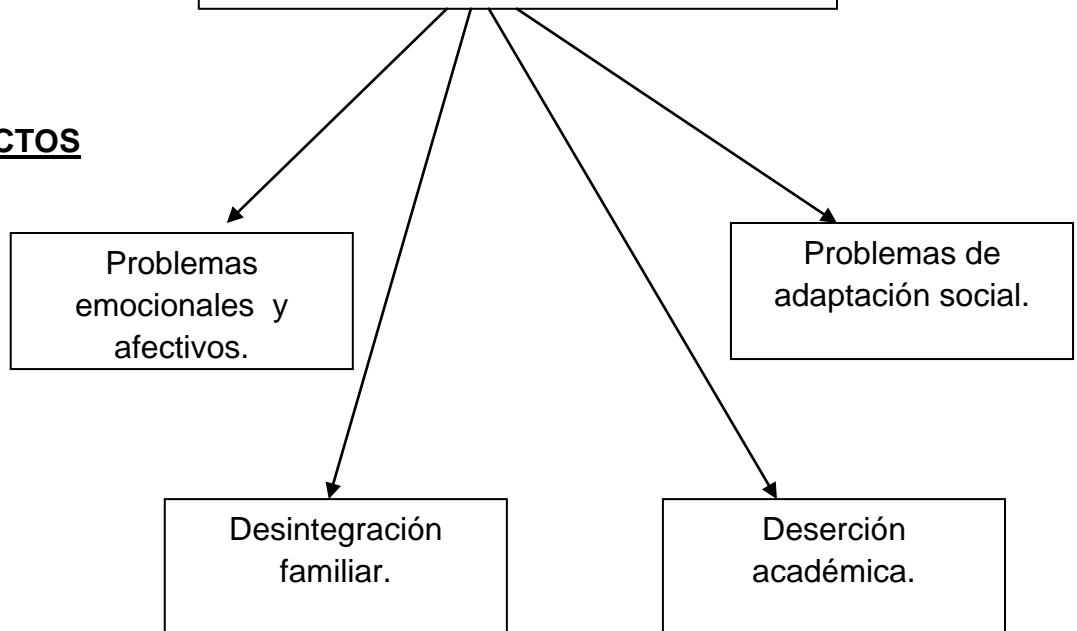 CTOS
Problemas
emocionales y
afectivos.
Problemas de
adaptación social.
Desintegración
familiar.
Deserción
académica.